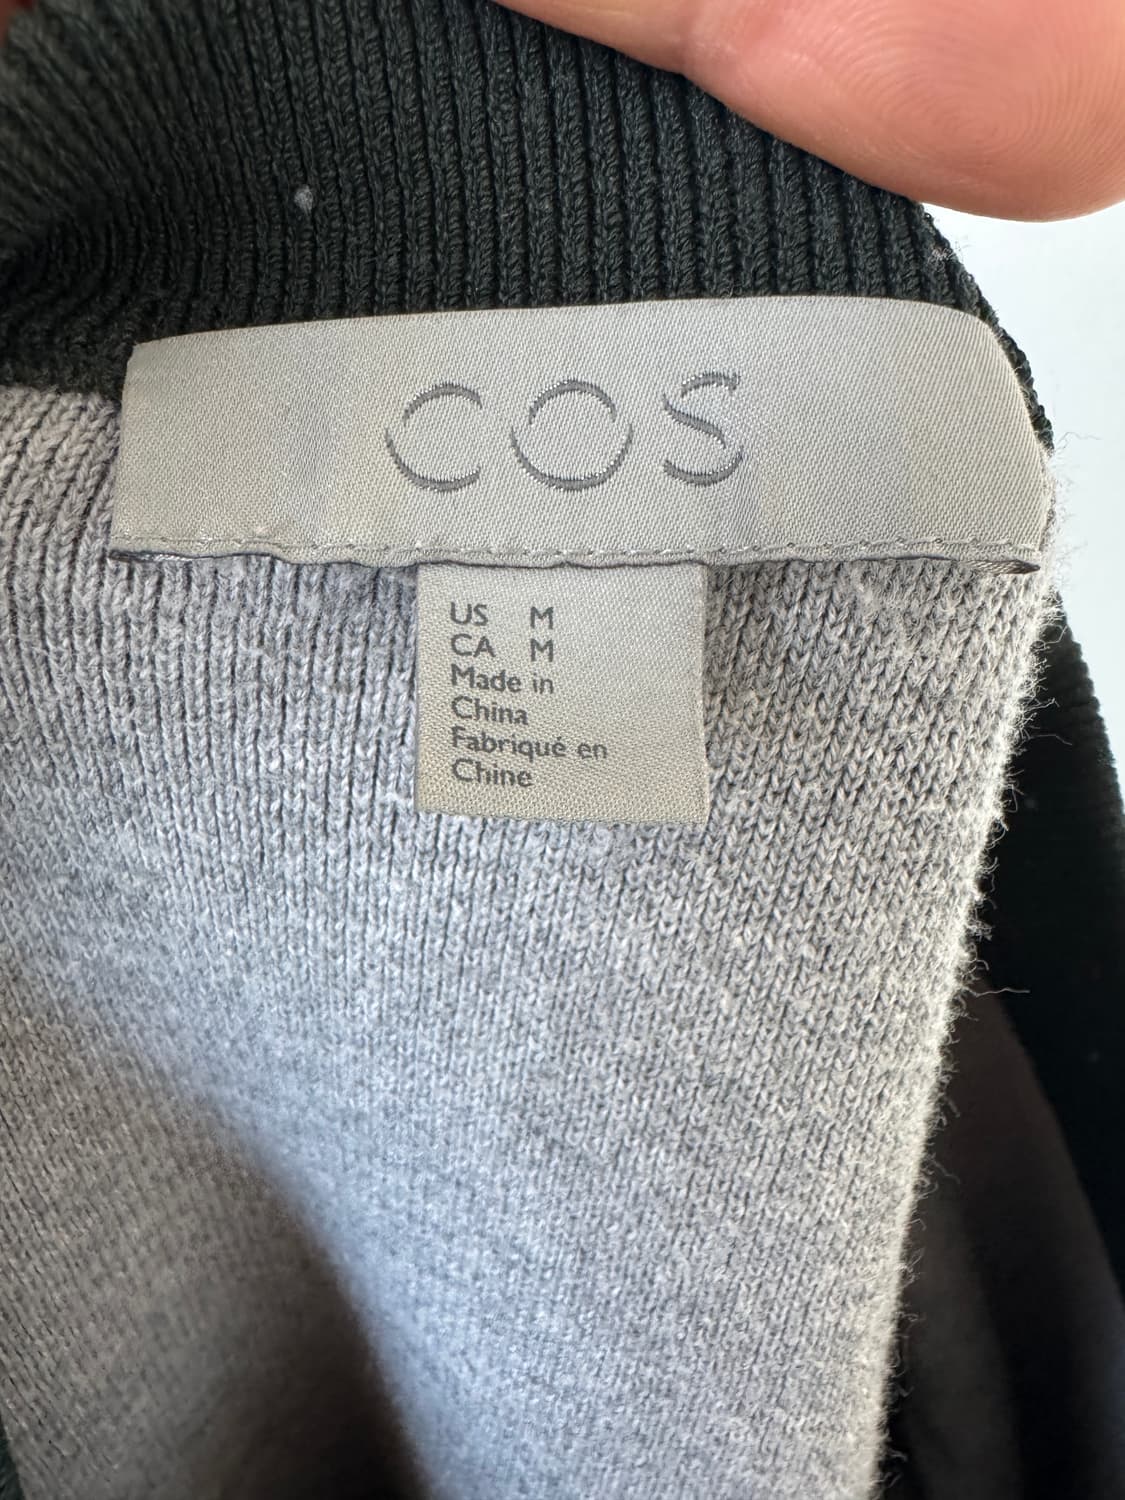 COS
US M
CA M
Made in
China
Fabriqué en
Chine